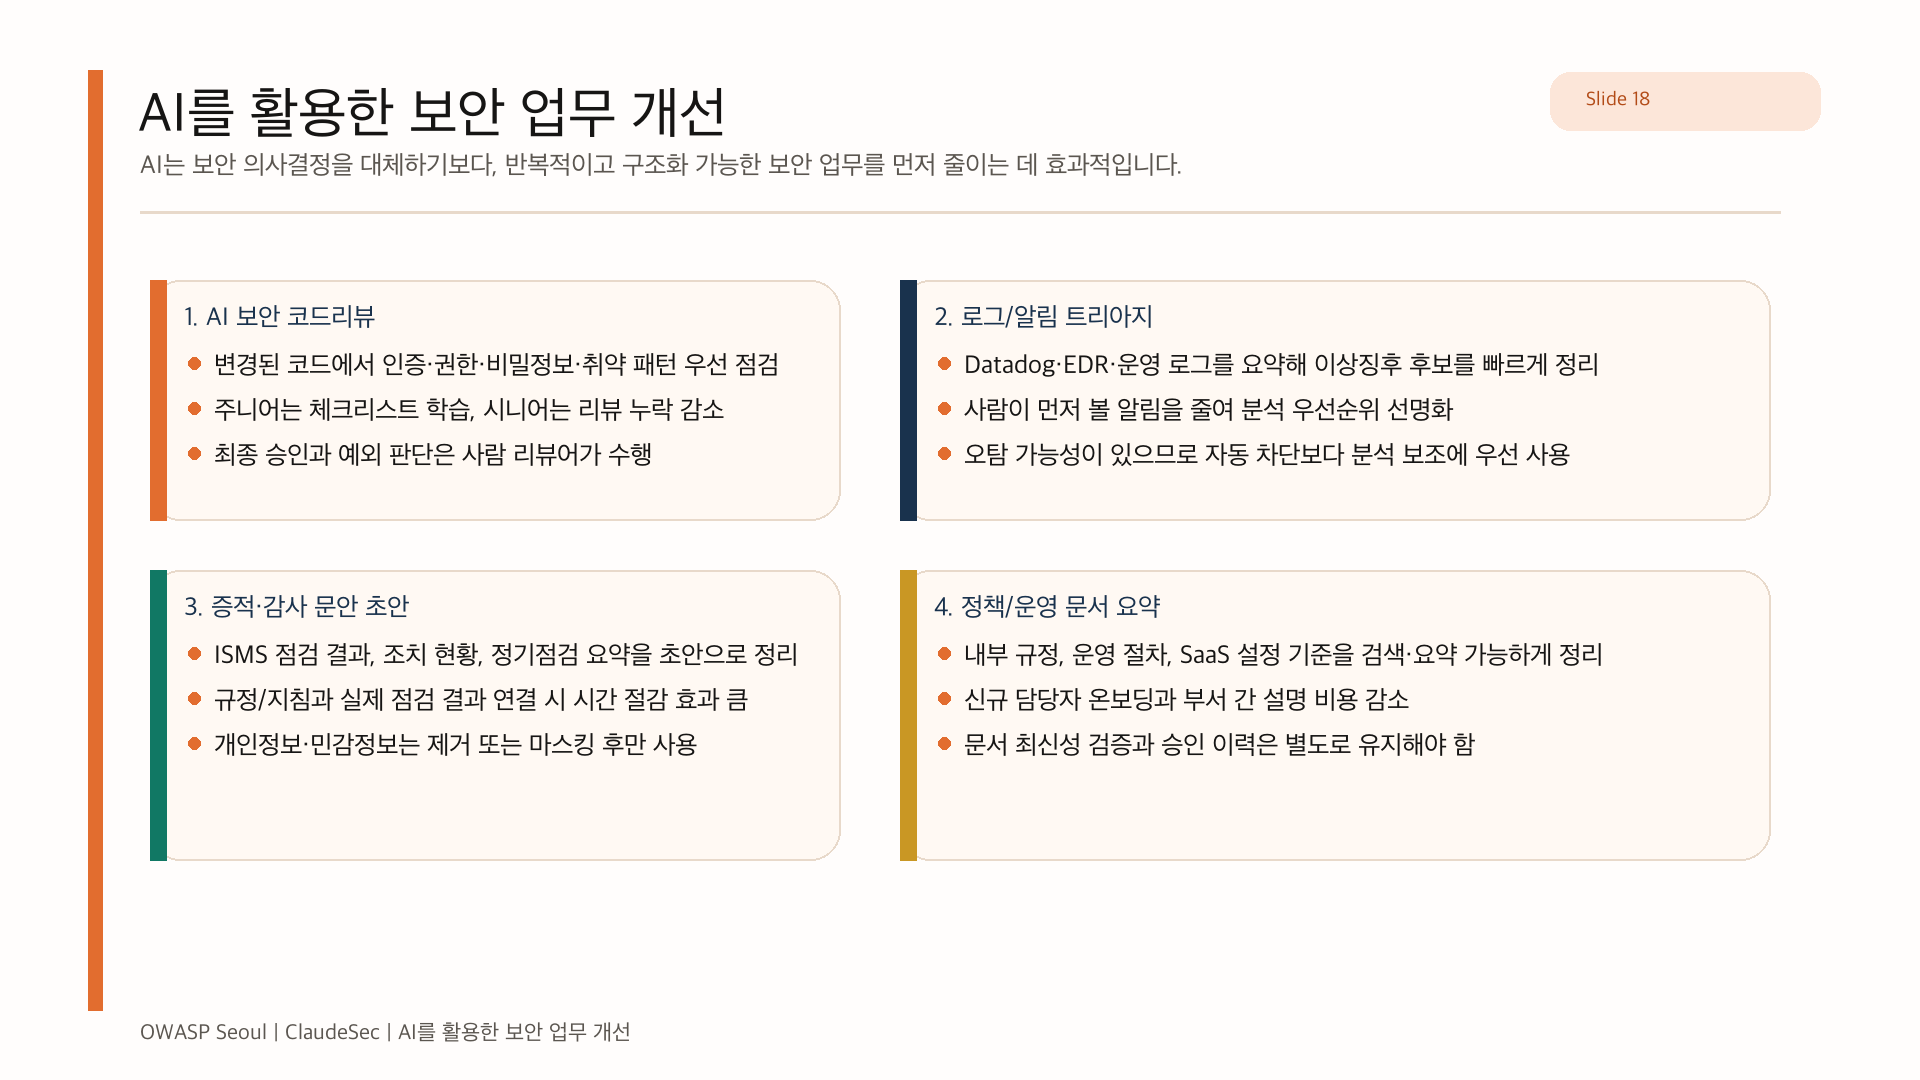 AI를 활용한 보안 업무 개선
Slide 18
AI는 보안 의사결정을 대체하기보다, 반복적이고 구조화 가능한 보안 업무를 먼저 줄이는 데 효과적입니다.
1. AI 보안 코드리뷰
변경된 코드에서 인증·권한·비밀정보·취약 패턴 우선 점검
주니어는 체크리스트 학습, 시니어는 리뷰 누락 감소
최종 승인과 예외 판단은 사람 리뷰어가 수행
2. 로그/알림 트리아지
Datadog·EDR·운영 로그를 요약해 이상징후 후보를 빠르게 정리
사람이 먼저 볼 알림을 줄여 분석 우선순위 선명화
오탐 가능성이 있으므로 자동 차단보다 분석 보조에 우선 사용
3. 증적·감사 문안 초안
ISMS 점검 결과, 조치 현황, 정기점검 요약을 초안으로 정리
규정/지침과 실제 점검 결과 연결 시 시간 절감 효과 큼
개인정보·민감정보는 제거 또는 마스킹 후만 사용
4. 정책/운영 문서 요약
내부 규정, 운영 절차, SaaS 설정 기준을 검색·요약 가능하게 정리
신규 담당자 온보딩과 부서 간 설명 비용 감소
문서 최신성 검증과 승인 이력은 별도로 유지해야 함
OWASP Seoul | ClaudeSec | AI를 활용한 보안 업무 개선